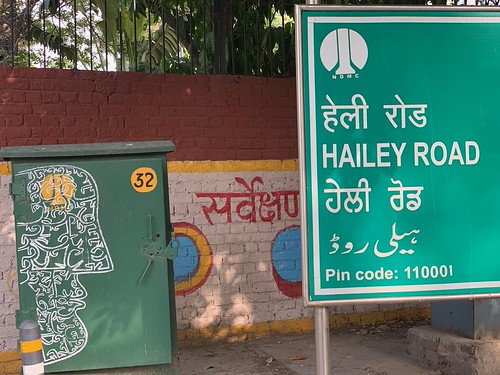 NDMC
हेली रोड
HAILEY ROAD
ਹੇਲੀ ਰੋਡ
ہیلی روڈ
Pin code: 110001
32
सर्वेक्षण